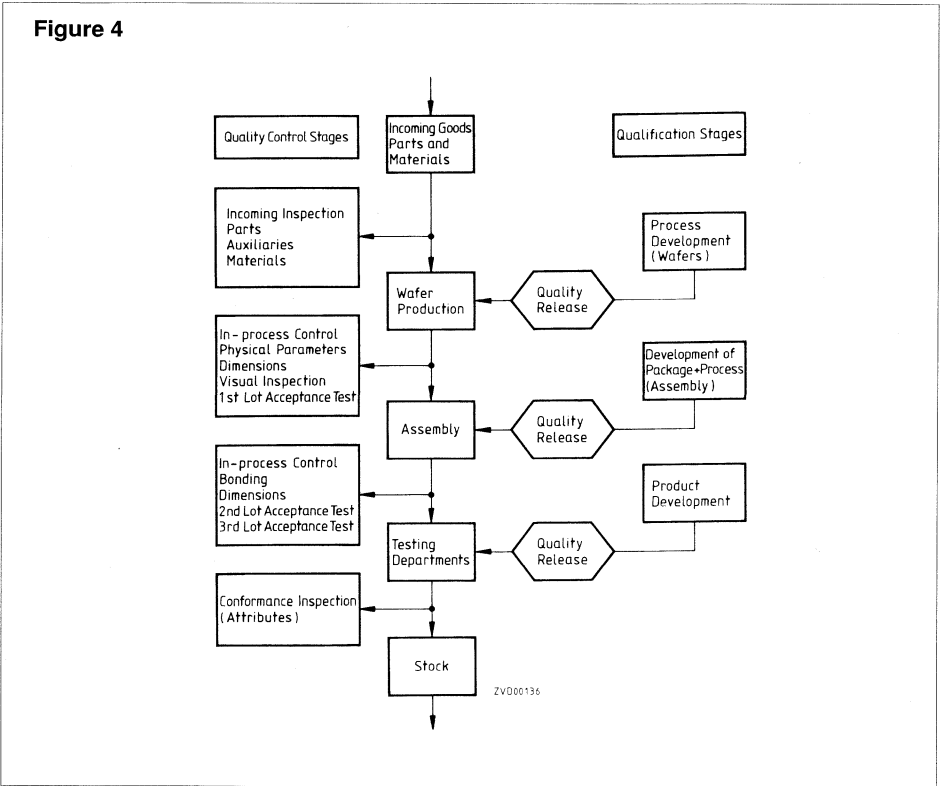 Figure 4
Quality Control Stages
Incoming Goods
Parts and
Materials
Qualification Stages
Incoming Inspection
Parts
Auxiliaries
Materials
Process
Development
(Wafers)
Wafer
Production
Quality
Release
In-process Control
Physical Parameters
Dimensions
Visual Inspection
1st Lot Acceptance Test
Development of
Package+Process
(Assembly)
Assembly
Quality
Release
In-process Control
Bonding
Dimensions
2nd Lot Acceptance Test
3rd Lot Acceptance Test
Product
Development
Testing
Departments
Quality
Release
Conformance Inspection
(Attributes)
Stock
ZVD00136